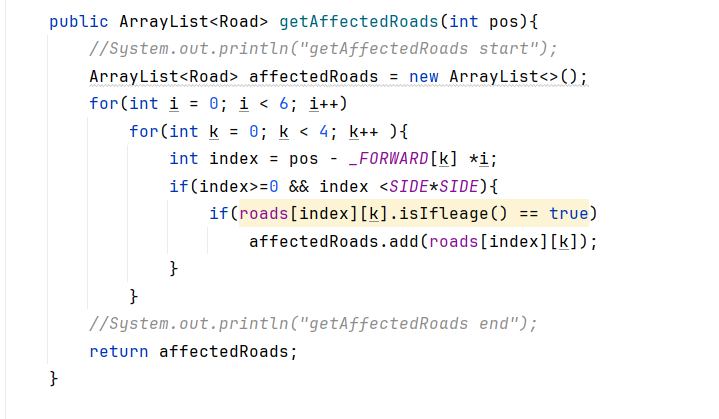 public ArrayList<Road> getAffectedRoads(int pos){
//System.out.println("getAffectedRoads start");
ArrayList<Road> affectedRoads = new ArrayList<>();
for(int i = 0; i < 6; i++)
for(int k = 0; k < 4; k++ ){
int index = pos - _FORWARD[k] *i;
if(index>=0 && index <SIDE*SIDE){
if(roads[index][k].isIfleage() == true)
affectedRoads.add(roads[index][k]);
}
}
//System.out.println("getAffectedRoads end");
return affectedRoads;
}